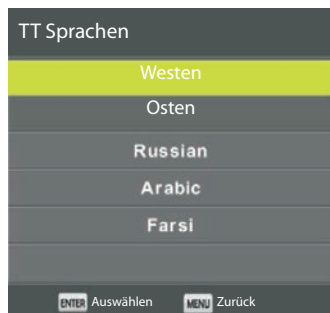 TT Sprachen
Westen
Osten
Russian
Arabic
Farsi
ENTER Auswählen MENU Zurück